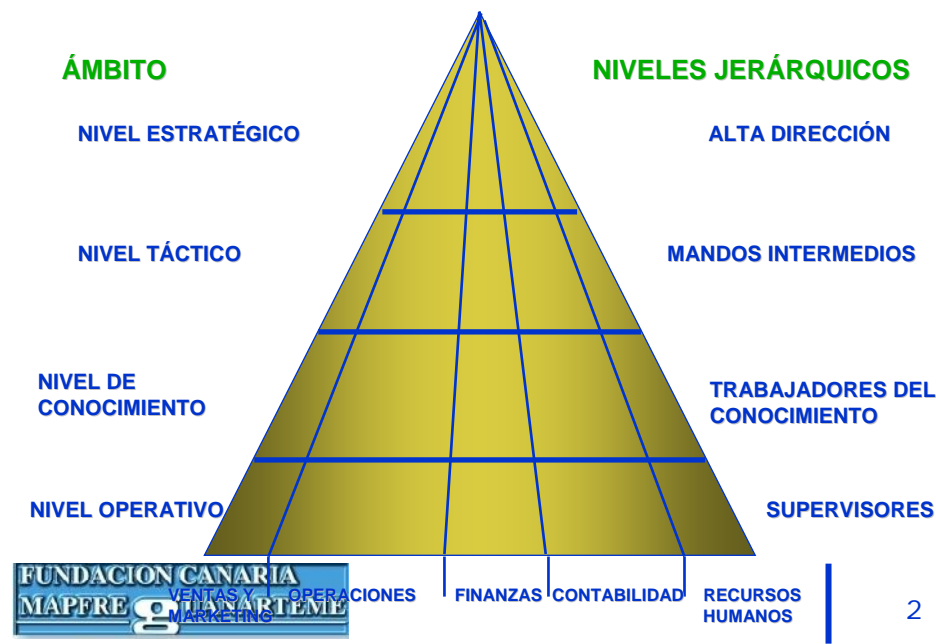 ÁMBITO
NIVELES JERÁRQUICOS
NIVEL ESTRATÉGICO
ALTA DIRECCIÓN
NIVEL TÁCTICO
MANDOS INTERMEDIOS
NIVEL DE
CONOCIMIENTO
TRABAJADORES DEL
CONOCIMIENTO
NIVEL OPERATIVO
SUPERVISORES
FUNDACION CANARIA
MAPFRE GUANARTEME
VENTAS Y
MARKETING
OPERACIONES
FINANZAS
CONTABILIDAD
RECURSOS
HUMANOS
2